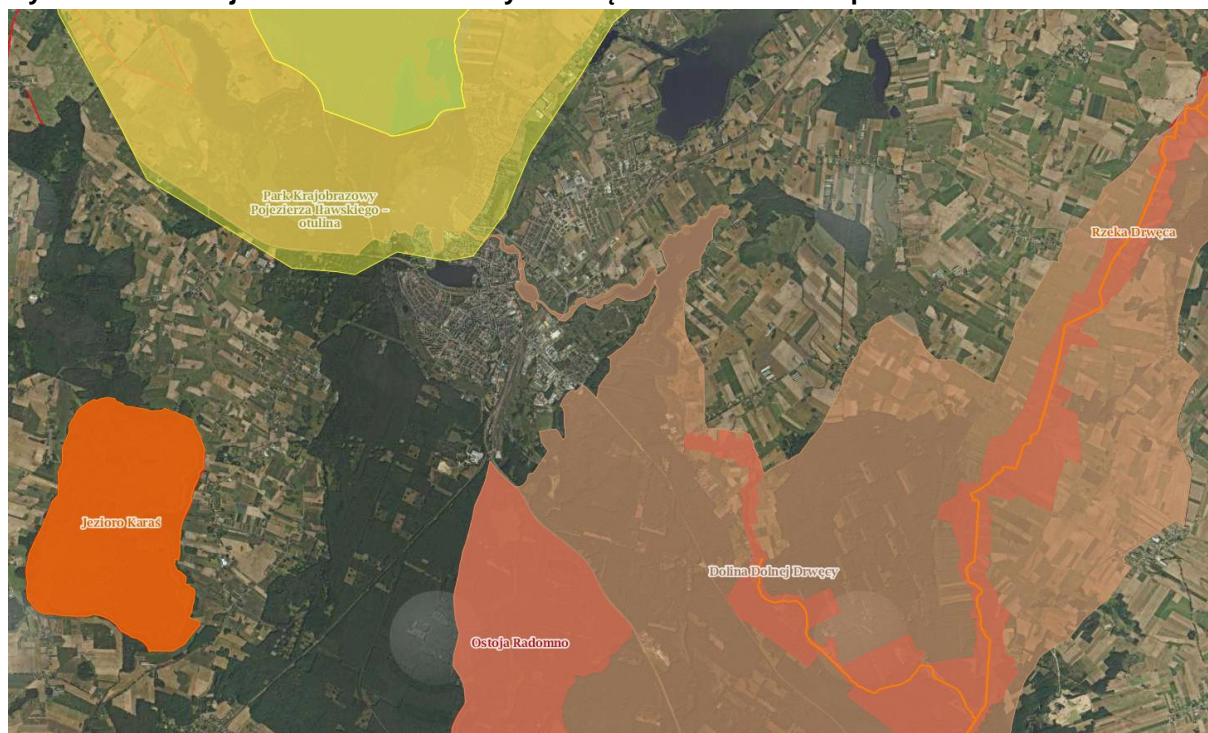 Park Krajobrazowy
Pojezierza Iławskiego –
otulina
Rzeka Drwęca
Jezioro Karaś
Dolina Dolnej Drwęcy
Ostoja Radomno